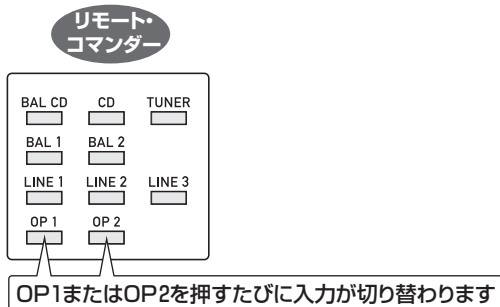 リモート・
コマンダー
BAL CD CD TUNER
BAL 1 BAL 2
LINE 1 LINE 2 LINE 3
OP 1 OP 2
OP1またはOP2を押すたびに入力が切り替わります